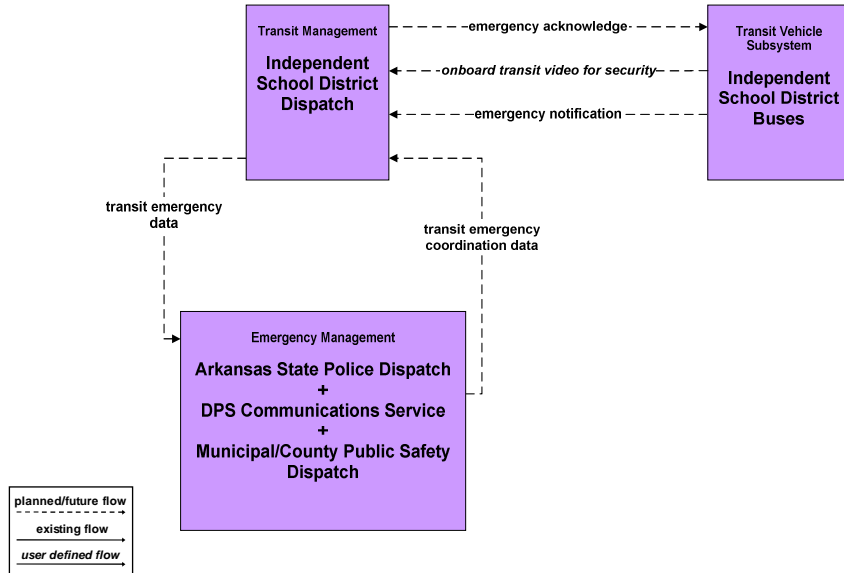 Transit Management
Independent
School District
Dispatch
emergency acknowledge
onboard transit video for security
emergency notification
Transit Vehicle
Subsystem
Independent
School District
Buses
transit emergency
data
transit emergency
coordination data
Emergency Management
Arkansas State Police Dispatch
+
DPS Communications Service
+
Municipal/County Public Safety
Dispatch
planned/future flow
existing flow
user defined flow